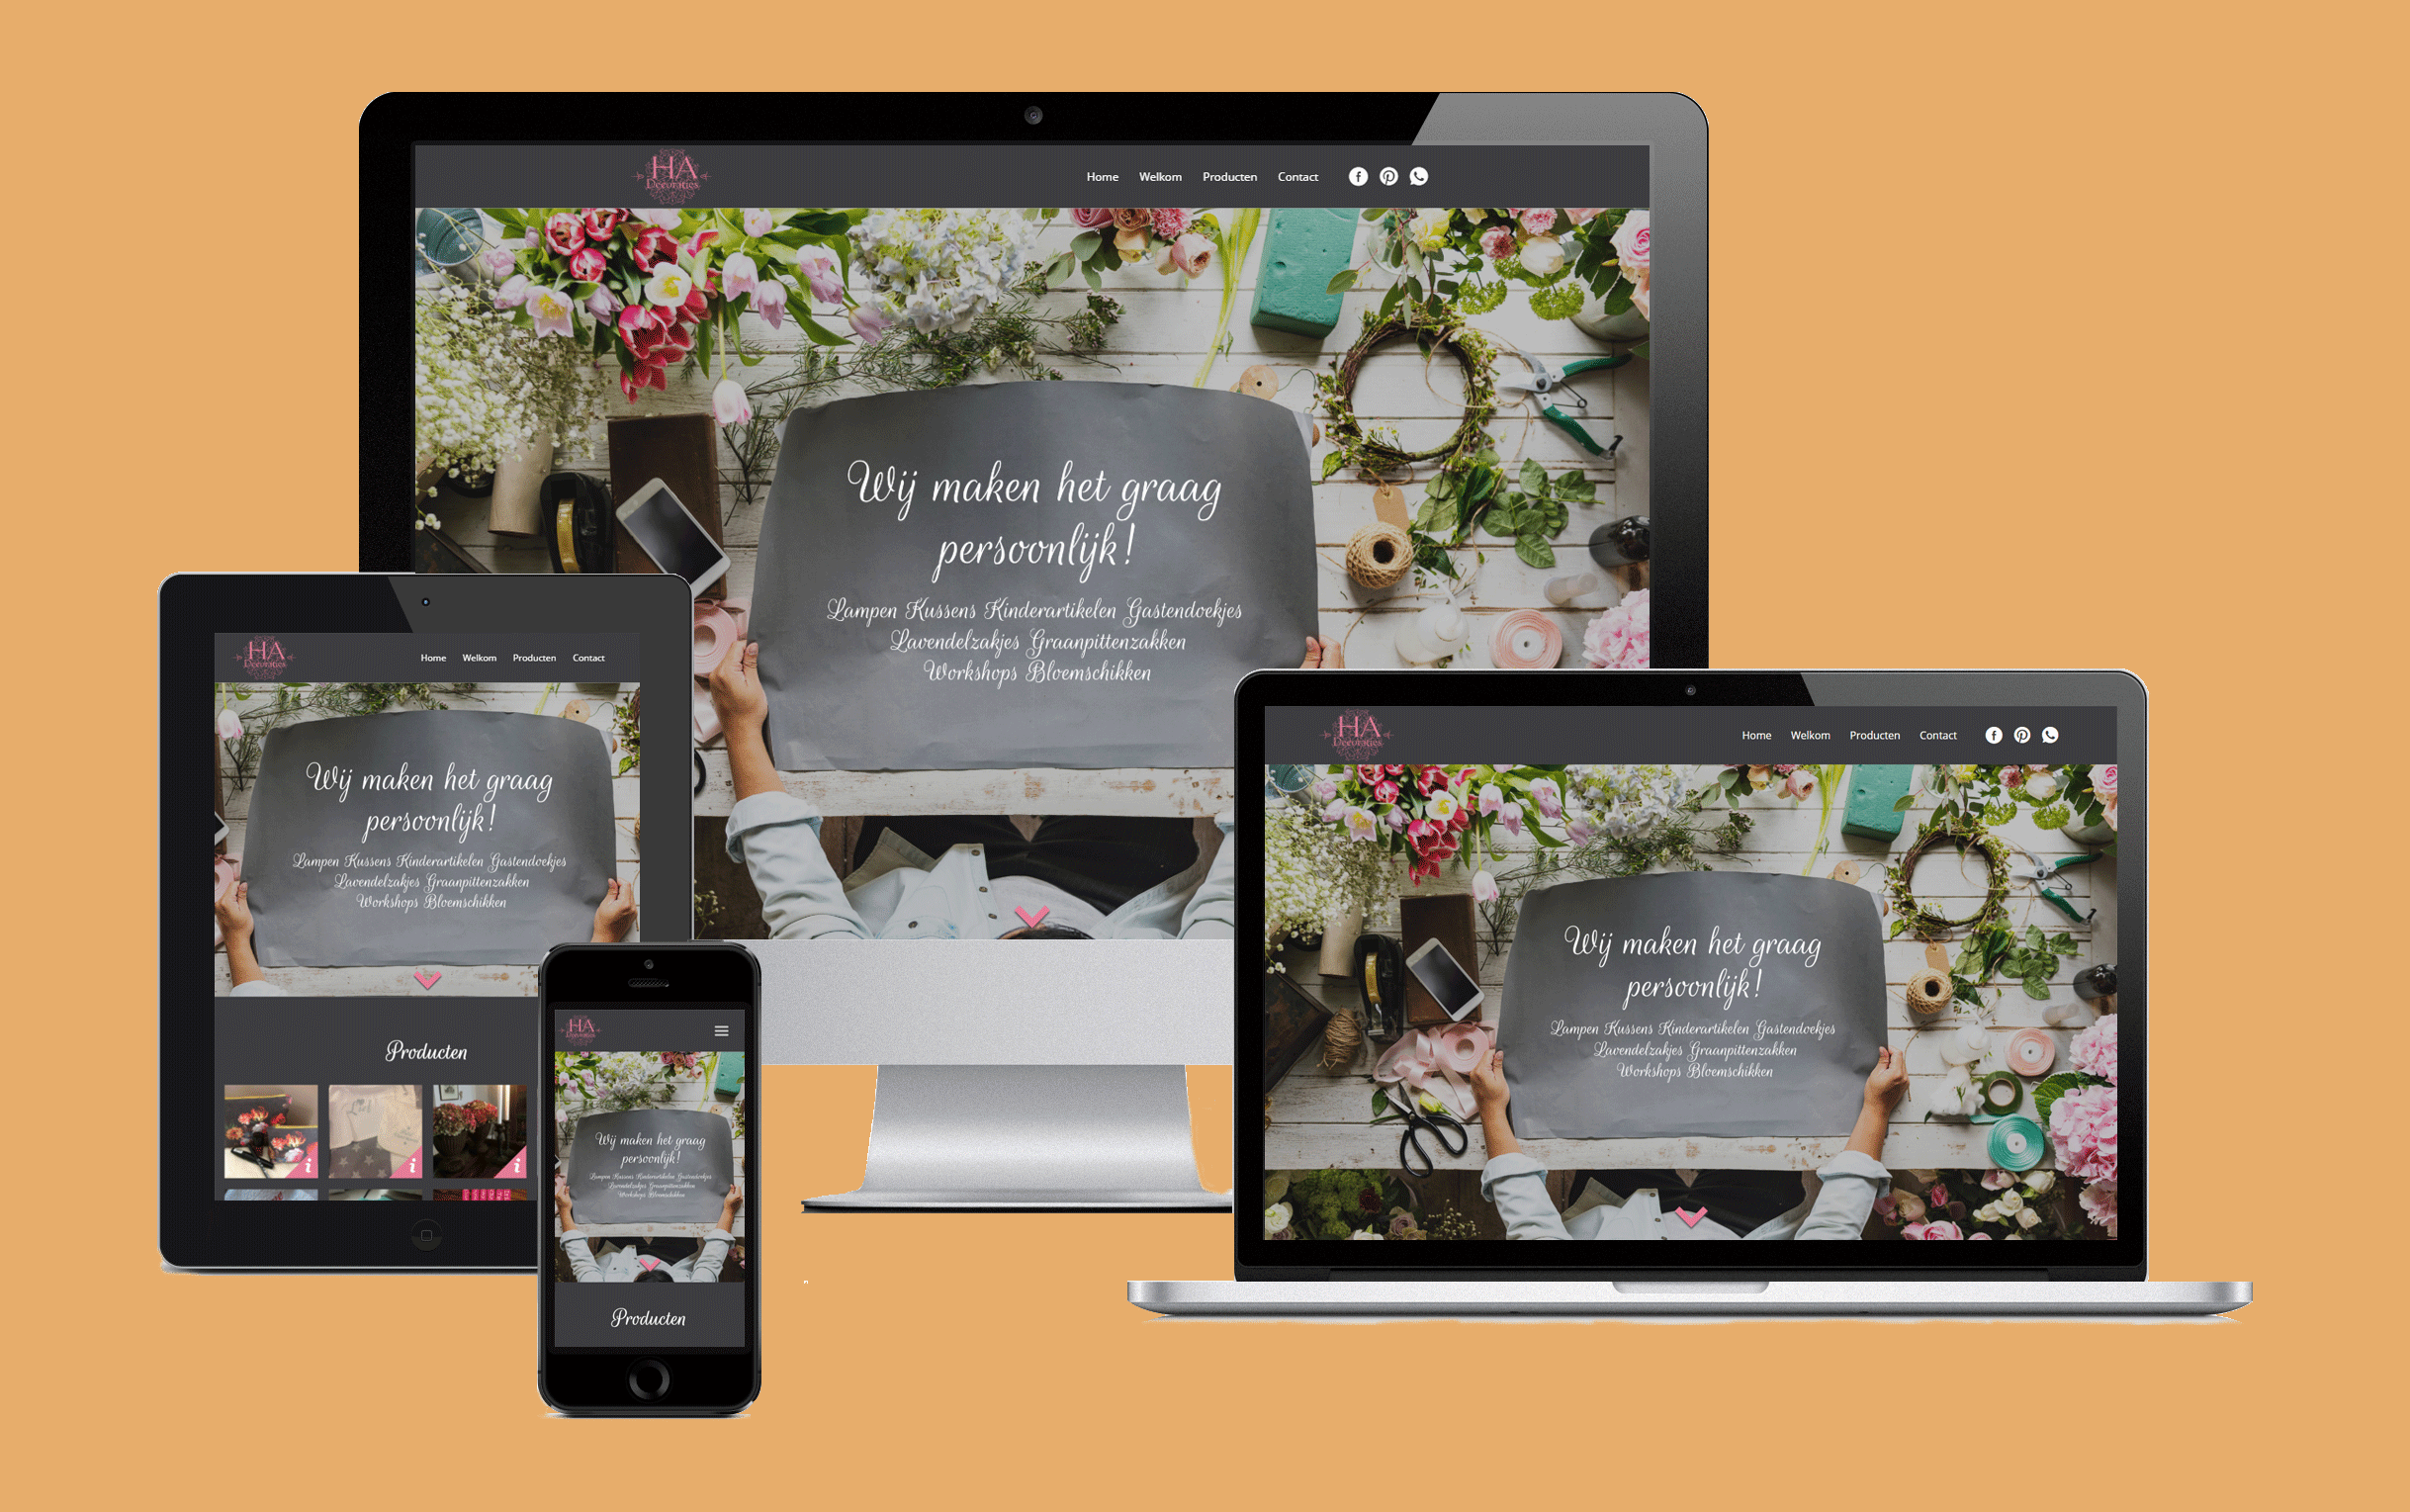 HA
Decoraties
Home Welkom Producten Contact
Wij maken het graag
persoonlijk!
Lampen Kussens Kinderartikelen Gastendoekjes
Lavendelzakjes Graanpittenzakken
Workshops Bloemschikken
HA
Decoraties
Home Welkom Producten Contact
Wij maken het graag
persoonlijk!
Lampen Kussens Kinderartikelen Gastendoekjes
Lavendelzakjes Graanpittenzakken
Workshops Bloemschikken
Producten
HA
Decoraties
Wij maken het graag
persoonlijk!
Lampen Kussens Kinderartikelen Gastendoekjes
Lavendelzakjes Graanpittenzakken
Workshops Bloemschikken
Producten
HA
Decoraties
Home Welkom Producten Contact
Wij maken het graag
persoonlijk!
Lampen Kussens Kinderartikelen Gastendoekjes
Lavendelzakjes Graanpittenzakken
Workshops Bloemschikken